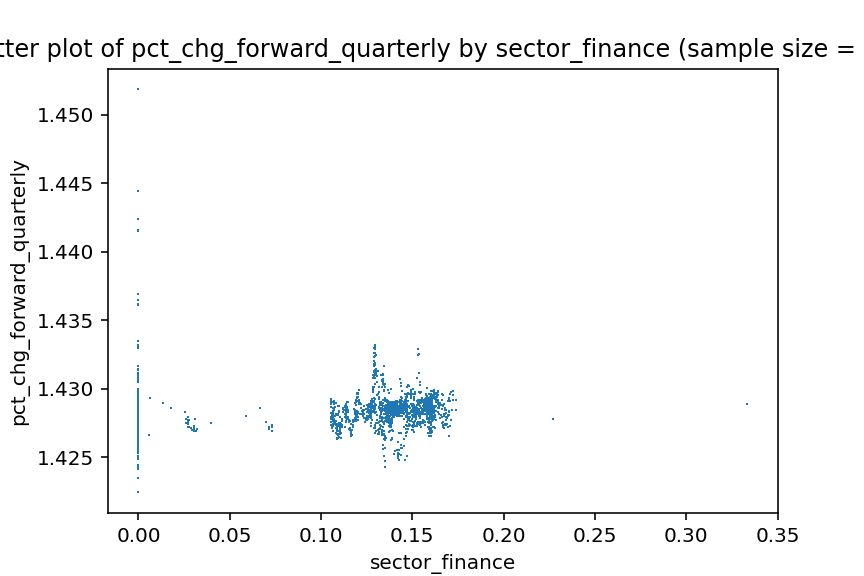 plot of pct_chg_forward_quarterly by sector_finance (sample size =
1.450
1.445
1.440
1.435
1.430
1.425
pct_chg_forward_quarterly
0.00 0.05 0.10 0.15 0.20 0.25 0.30 0.35
sector_finance